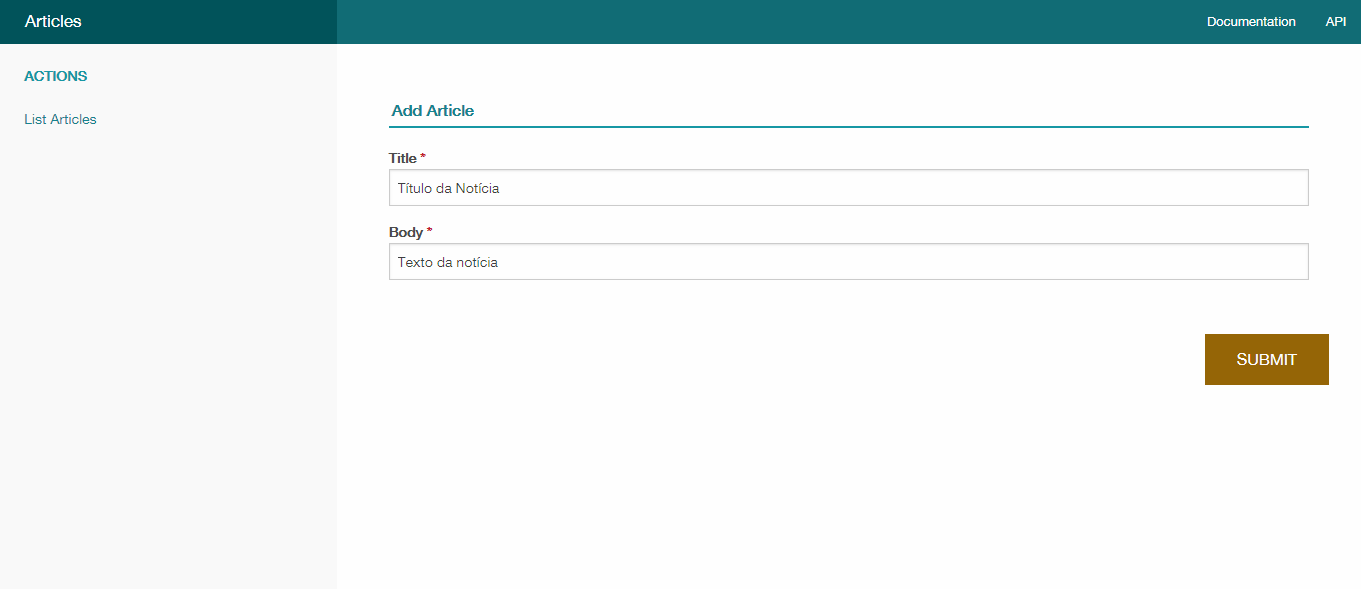 Articles
Documentation API
ACTIONS
List Articles
Add Article
Title *
Título da Notícia
Body *
Texto da notícia
SUBMIT